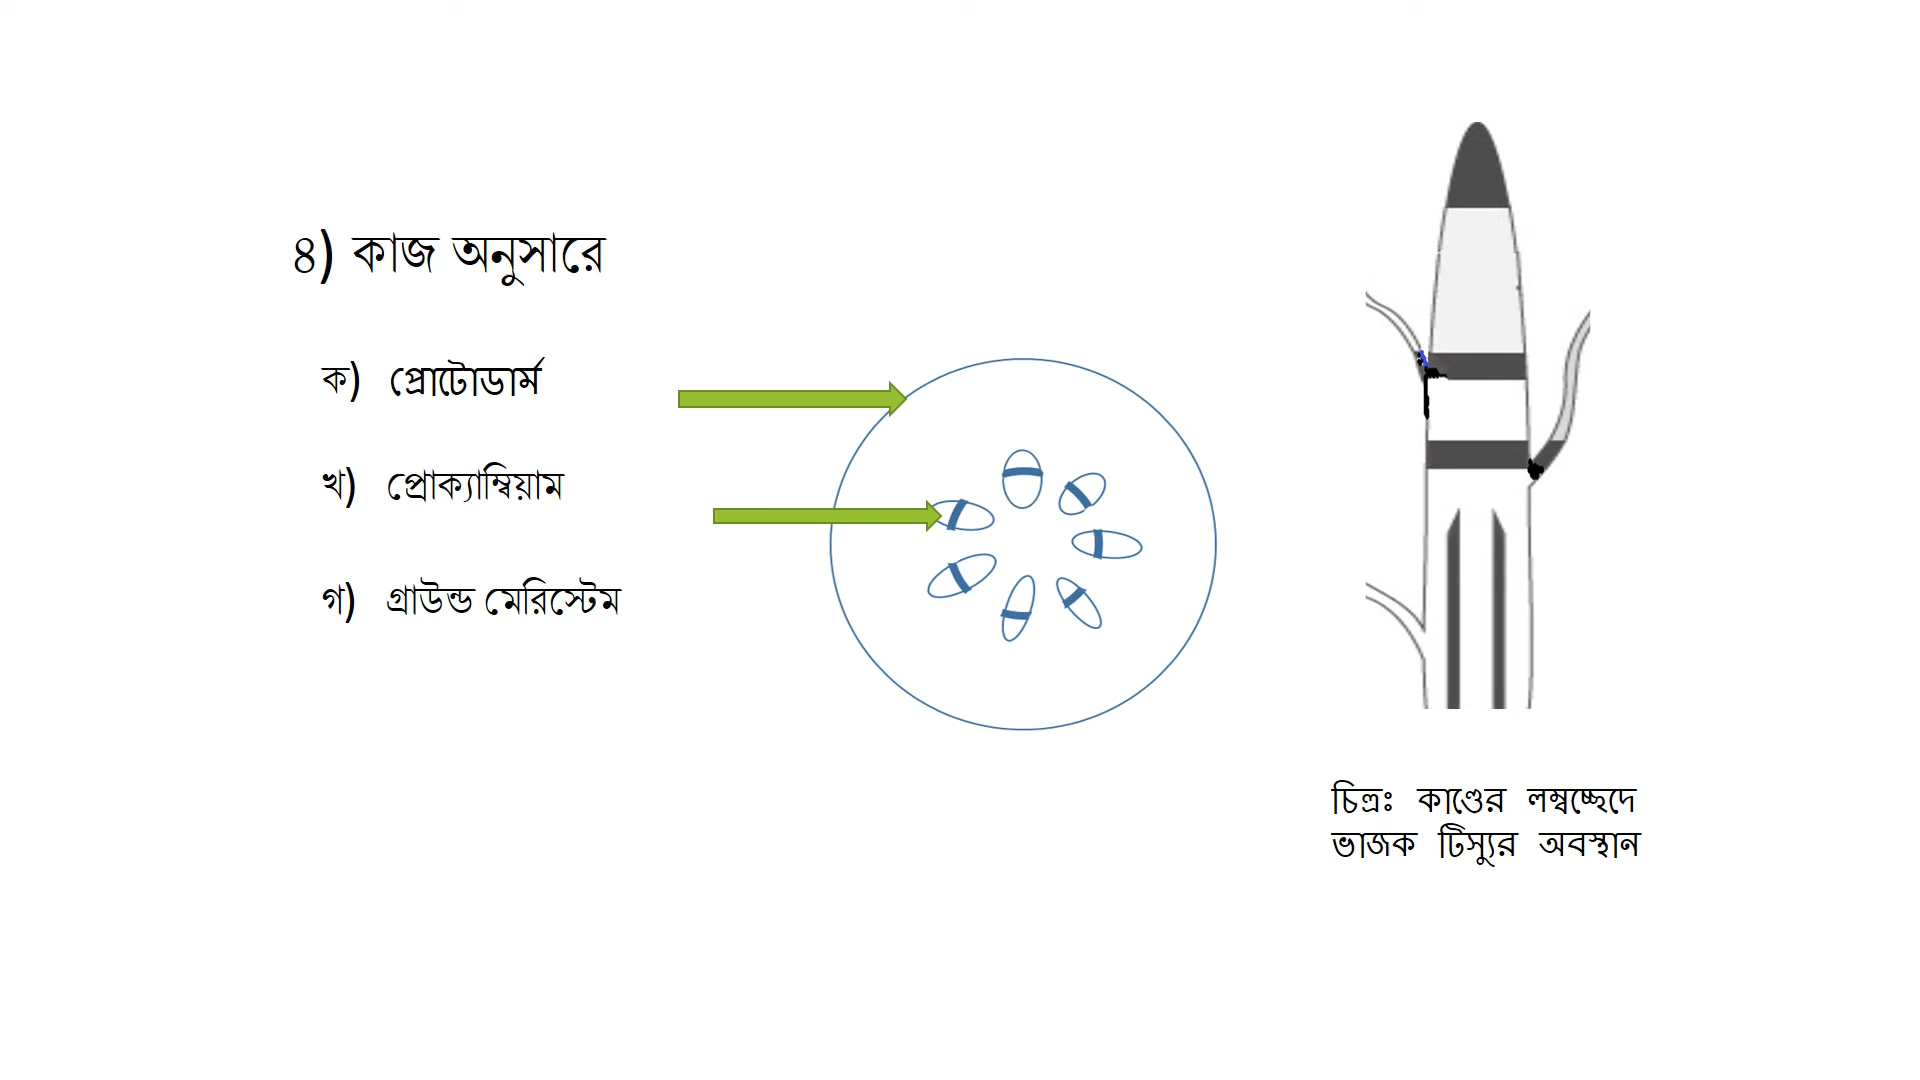 ৪) কাজ অনুসারে
ক) প্রোটোডার্ম
খ) প্রোক্যাম্বিয়াম
গ) গ্রাউন্ড মেরিস্টেম
চিত্রঃ কাণ্ডের লম্বচ্ছেদে
ভাজক টিস্যুর অবস্থান